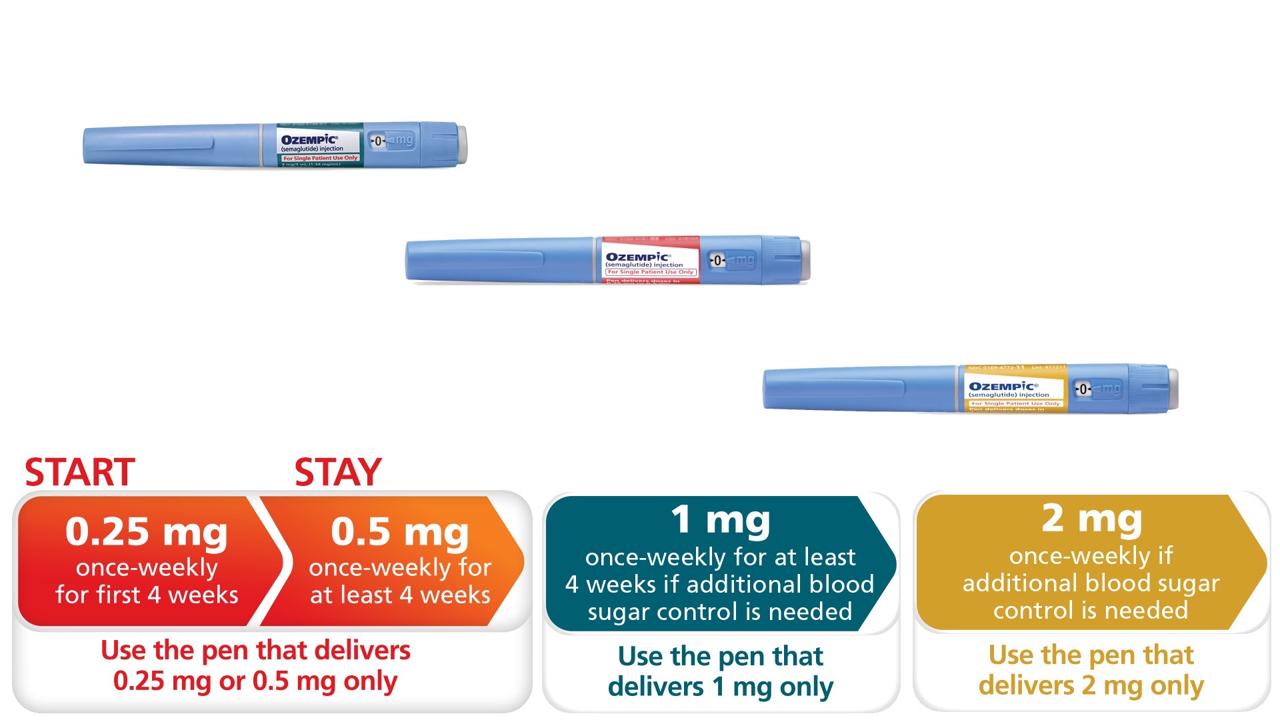 OZEMPIC®
(semaglutide) injection
For Single Patient Use Only
-0- mg
OZEMPIC®
(semaglutide) injection
For Single Patient Use Only
Pen delivers doses in
-0- mg
OZEMPIC®
(semaglutide) injection
For Single Patient Use Only
Pen delivers doses in
-0- mg
START
STAY
0.25 mg
once-weekly
for first 4 weeks
0.5 mg
once-weekly for
at least 4 weeks
Use the pen that delivers
0.25 mg or 0.5 mg only
1 mg
once-weekly for at least
4 weeks if additional blood
sugar control is needed
Use the pen that
delivers 1 mg only
2 mg
once-weekly if
additional blood sugar
control is needed
Use the pen that
delivers 2 mg only